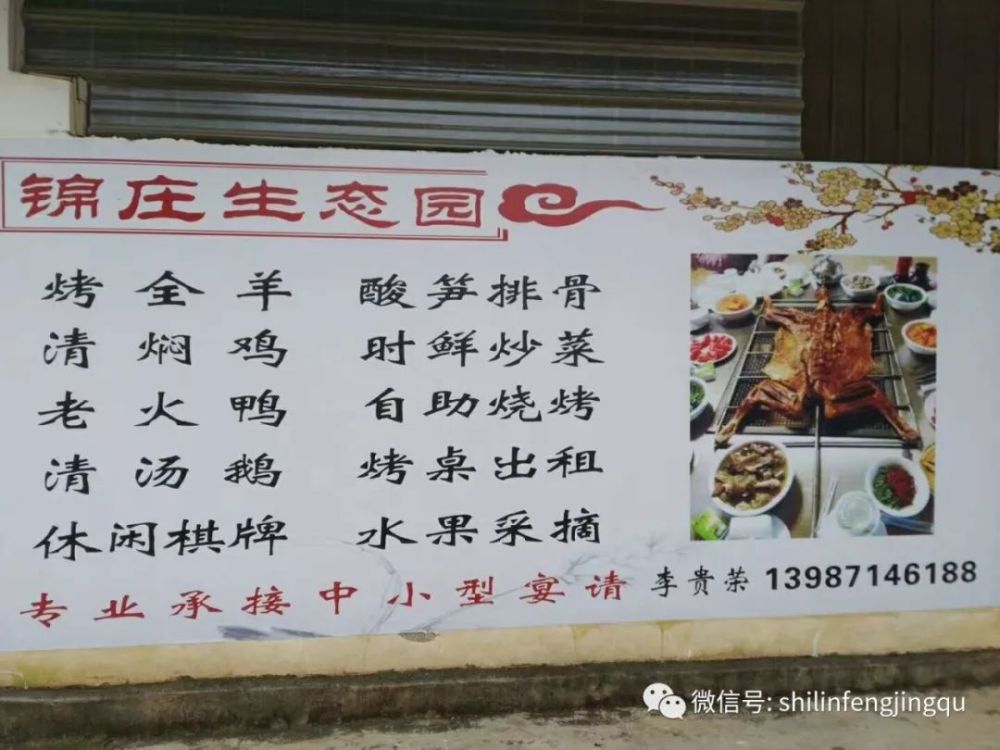 锦庄生态园
烤全羊 酸笋排骨
清焖鸡 时鲜炒菜
老火鸭 自助烧烤
清汤鹅 烤桌出租
休闲棋牌 水果采摘
专业承接中小型宴请 李贵荣 13987146188
微信号: shilinfengjingqu